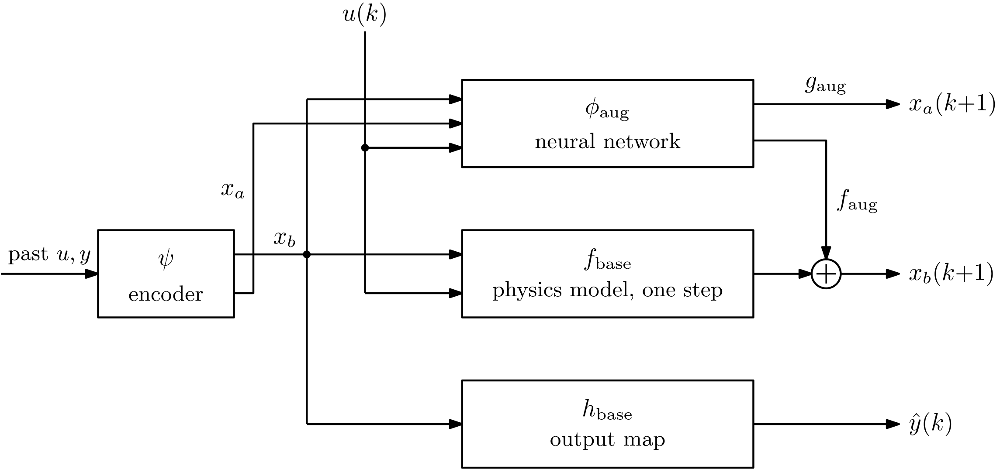 u(k)
g_aug
x_a(k+1)
ϕ_aug
neural network
x_a
f_aug
x_b
past u, y
ψ
encoder
f_base
physics model, one step
+
x_b(k+1)
h_base
output map
ŷ(k)